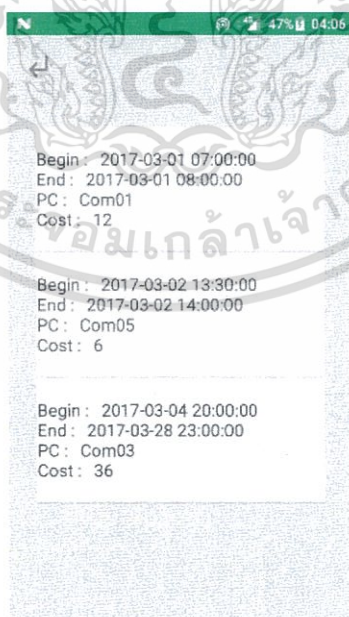 47% 04:06
Begin : 2017-03-01 07:00:00
End : 2017-03-01 08:00:00
PC : Com01
Cost : 12
Begin : 2017-03-02 13:30:00
End : 2017-03-02 14:00:00
PC : Com05
Cost : 6
Begin : 2017-03-04 20:00:00
End : 2017-03-28 23:00:00
PC : Com03
Cost : 36